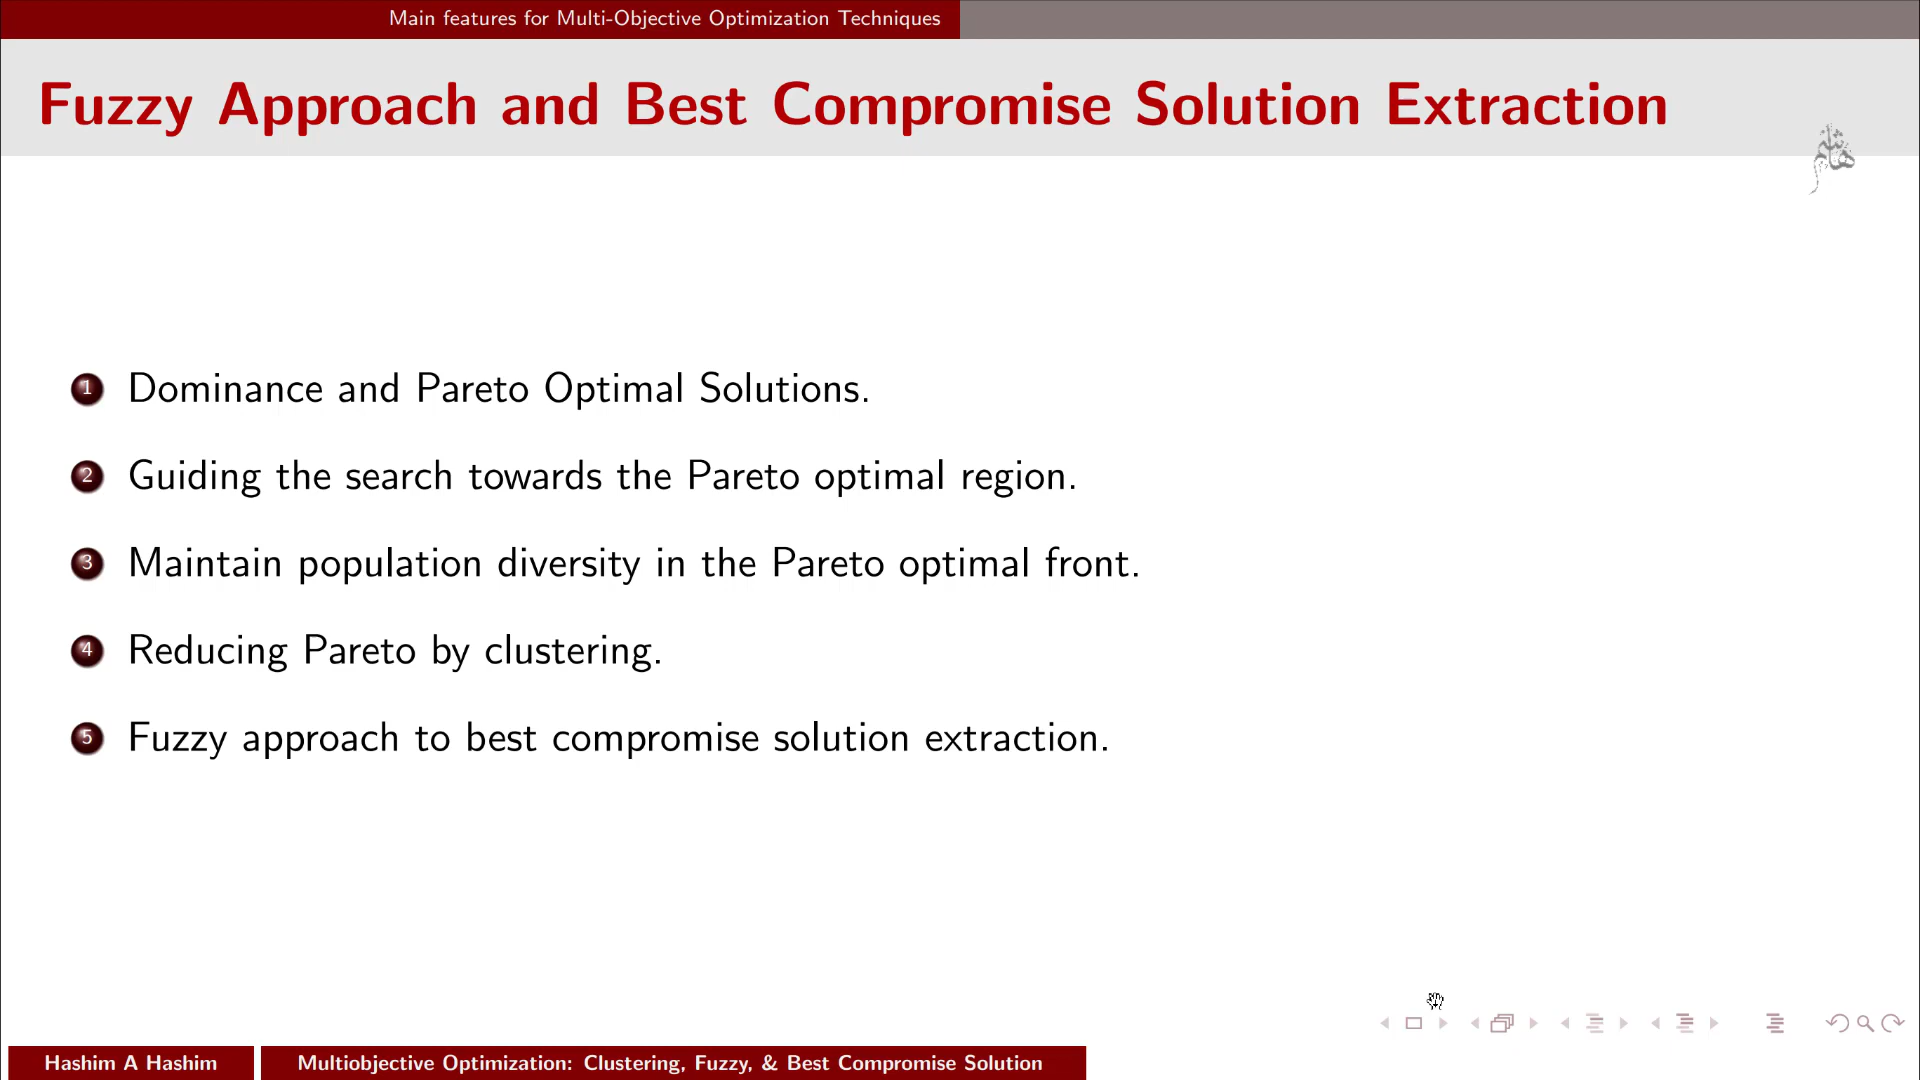 Main features for Multi-Objective Optimization Techniques
Fuzzy Approach and Best Compromise Solution Extraction
هاشم
1 Dominance and Pareto Optimal Solutions.
2 Guiding the search towards the Pareto optimal region.
3 Maintain population diversity in the Pareto optimal front.
4 Reducing Pareto by clustering.
5 Fuzzy approach to best compromise solution extraction.
Hashim A Hashim
Multiobjective Optimization: Clustering, Fuzzy, & Best Compromise Solution